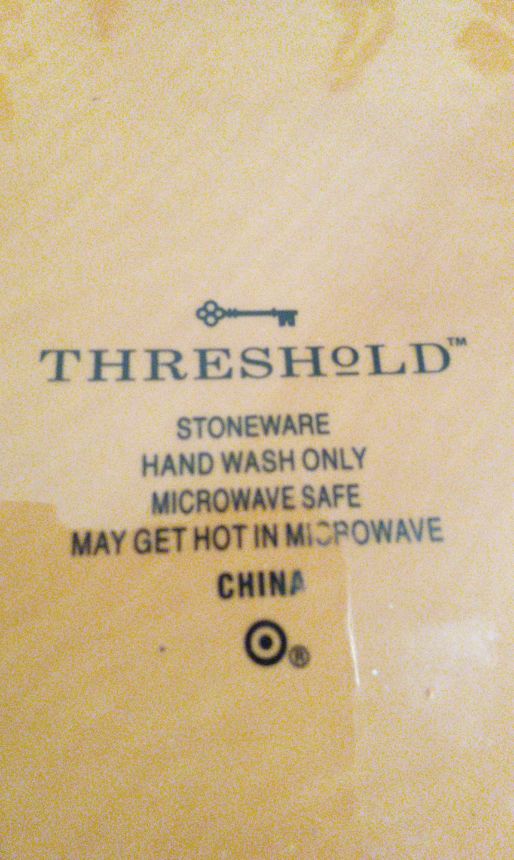 THRESHOLD™
STONEWARE
HAND WASH ONLY
MICROWAVE SAFE
MAY GET HOT IN MICROWAVE
CHINA
®